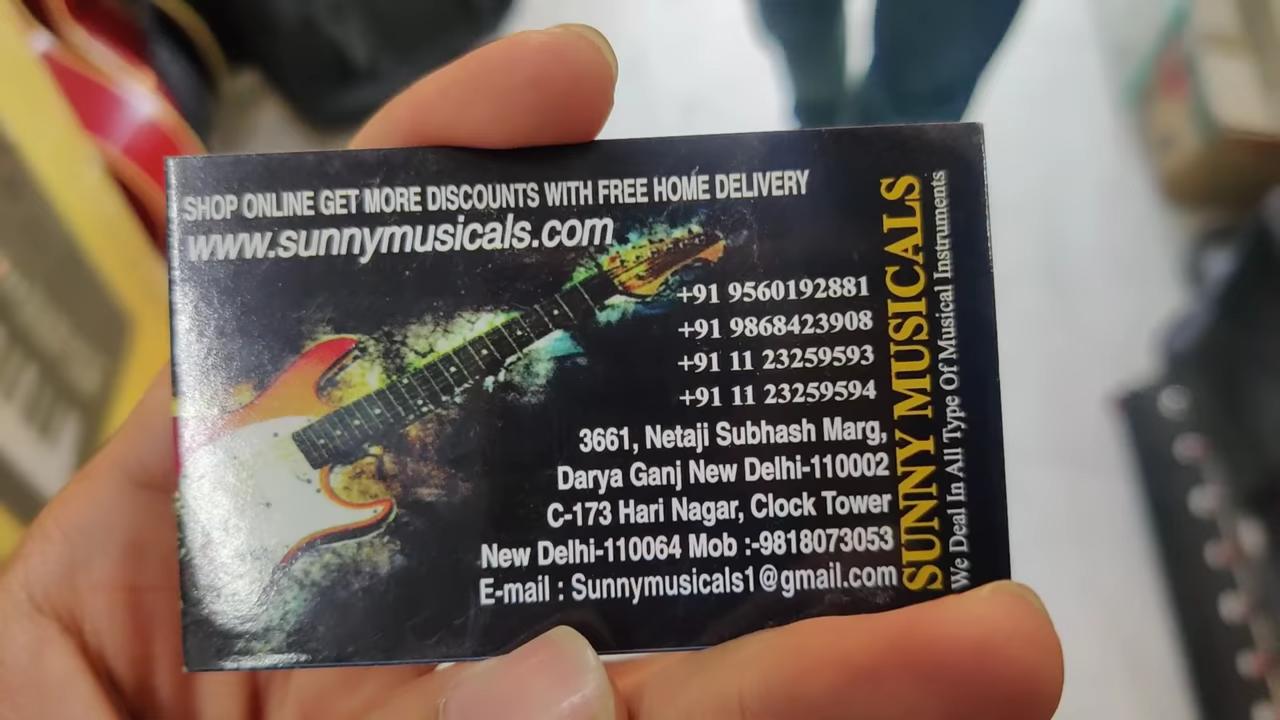 SHOP ONLINE GET MORE DISCOUNTS WITH FREE HOME DELIVERY
www.sunnymusicals.com
+91 9560192881
+91 9868423908
+91 11 23259593
+91 11 23259594
3661, Netaji Subhash Marg,
Darya Ganj New Delhi-110002
C-173 Hari Nagar, Clock Tower
New Delhi-110064 Mob :-9818073053
E-mail : Sunnymusicals1@gmail.com
SUNNY MUSICALS
We Deal In All Type Of Musical Instruments